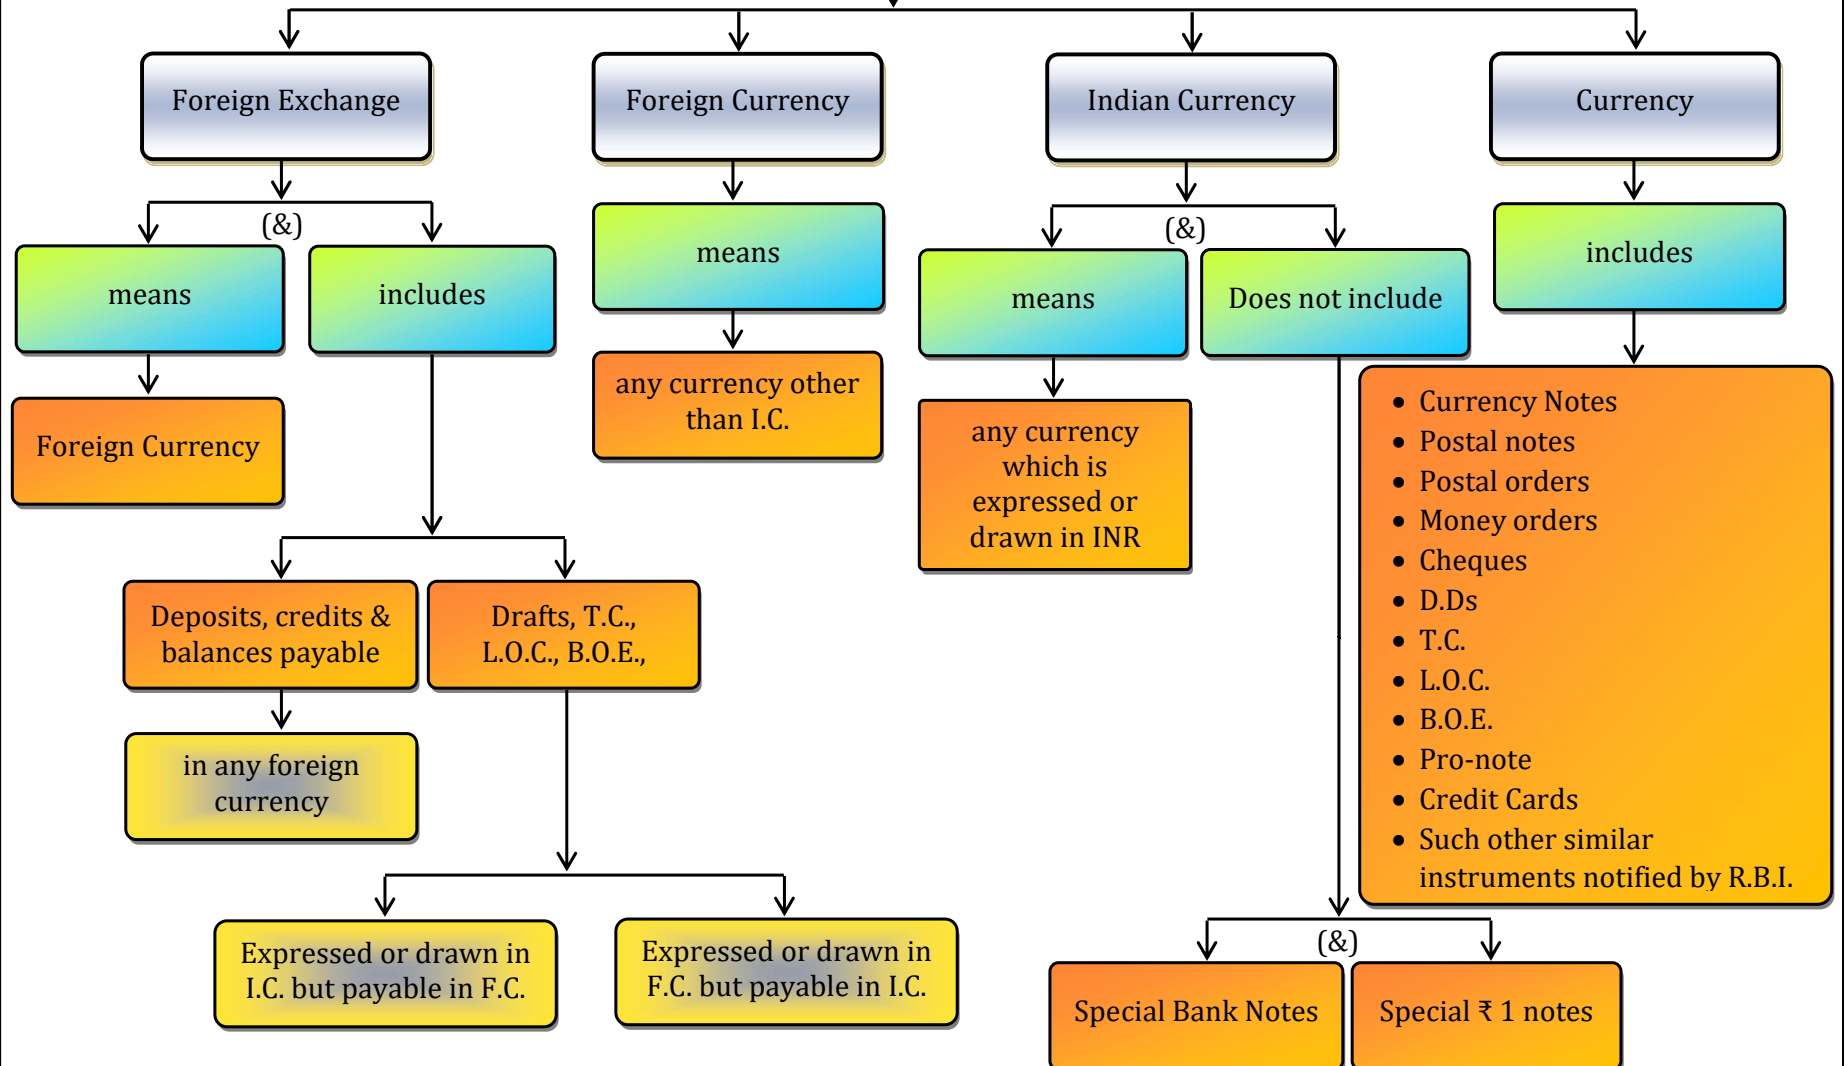 Foreign Exchange
Foreign Currency
Indian Currency
Currency
(&)
means
includes
means
(&)
means
Does not include
includes
Foreign Currency
any currency other
than I.C.
any currency
which is
expressed or
drawn in INR
• Currency Notes
• Postal notes
• Postal orders
• Money orders
• Cheques
• D.Ds
• T.C.
• L.O.C.
• B.O.E.
• Pro-note
• Credit Cards
• Such other similar
instruments notified by R.B.I.
Deposits, credits &
balances payable
Drafts, T.C.,
L.O.C., B.O.E.,
in any foreign
currency
Expressed or drawn in
I.C. but payable in F.C.
Expressed or drawn in
F.C. but payable in I.C.
(&)
Special Bank Notes
Special ₹ 1 notes